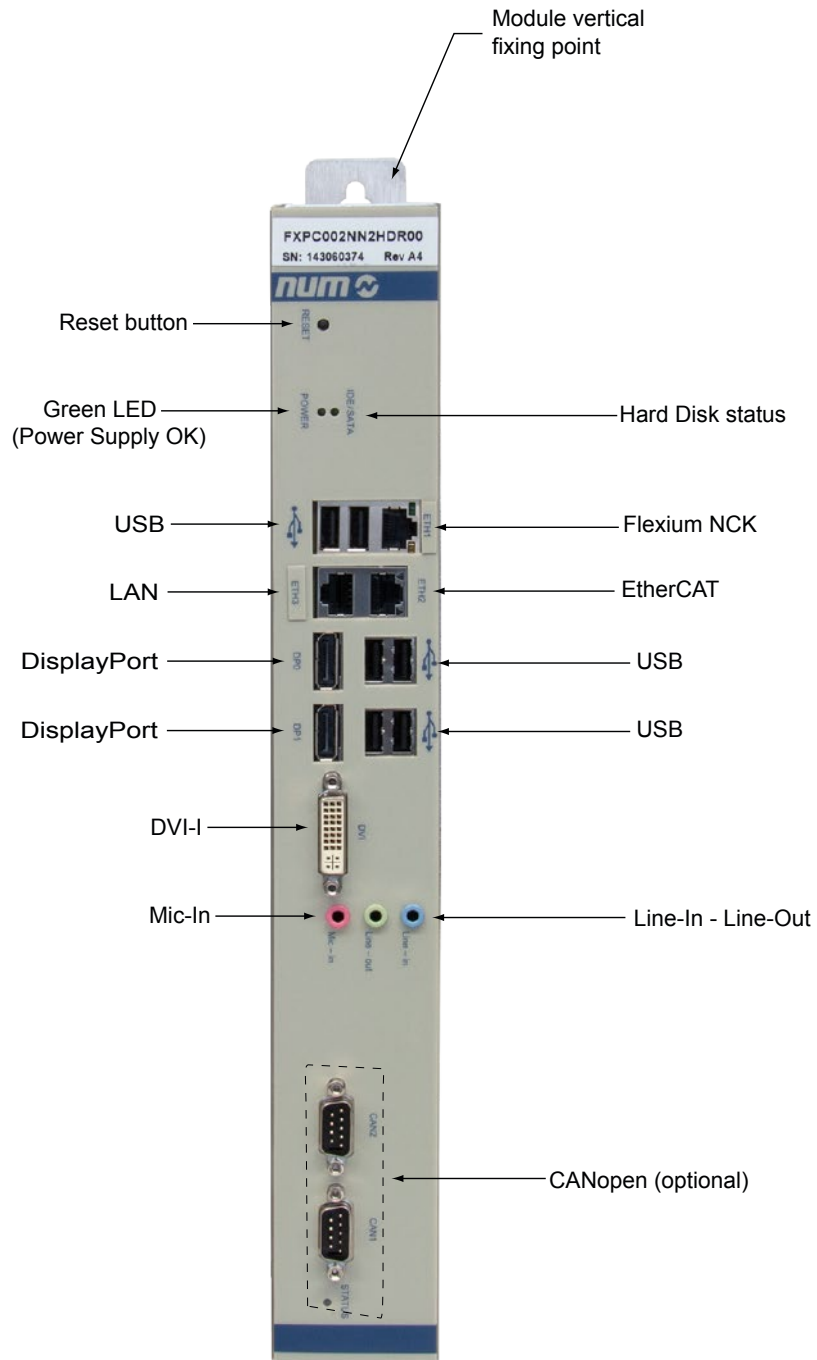 Module vertical
fixing point
FXPC002NN2HDR00
SN: 143060374 Rev A4
num
Reset button
RESET
Green LED
(Power Supply OK)
POWER
IDE/SATA
Hard Disk status
USB
ETH1
Flexium NCK
LAN
ETH3
ETH2
EtherCAT
DisplayPort
DP0
USB
DisplayPort
DP1
USB
DVI-I
DVI
Mic-In
Line-In - Line-Out
Mic - in
Line - out
Line - in
CAN2
CANopen (optional)
CAN1
STATUS